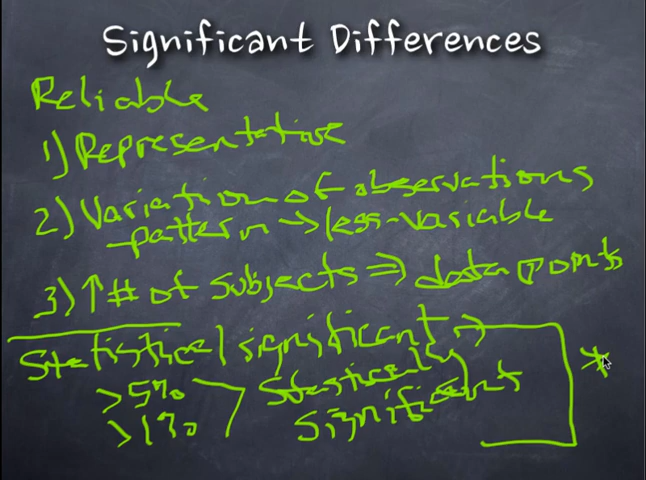 Significant Differences
Reliable
1) Representative
2) Variation of observations
-pattern → less-variable
3) ↑ # of subjects ⇒ data points
Statistical significant →
>5% Stastically
>1% significant
*